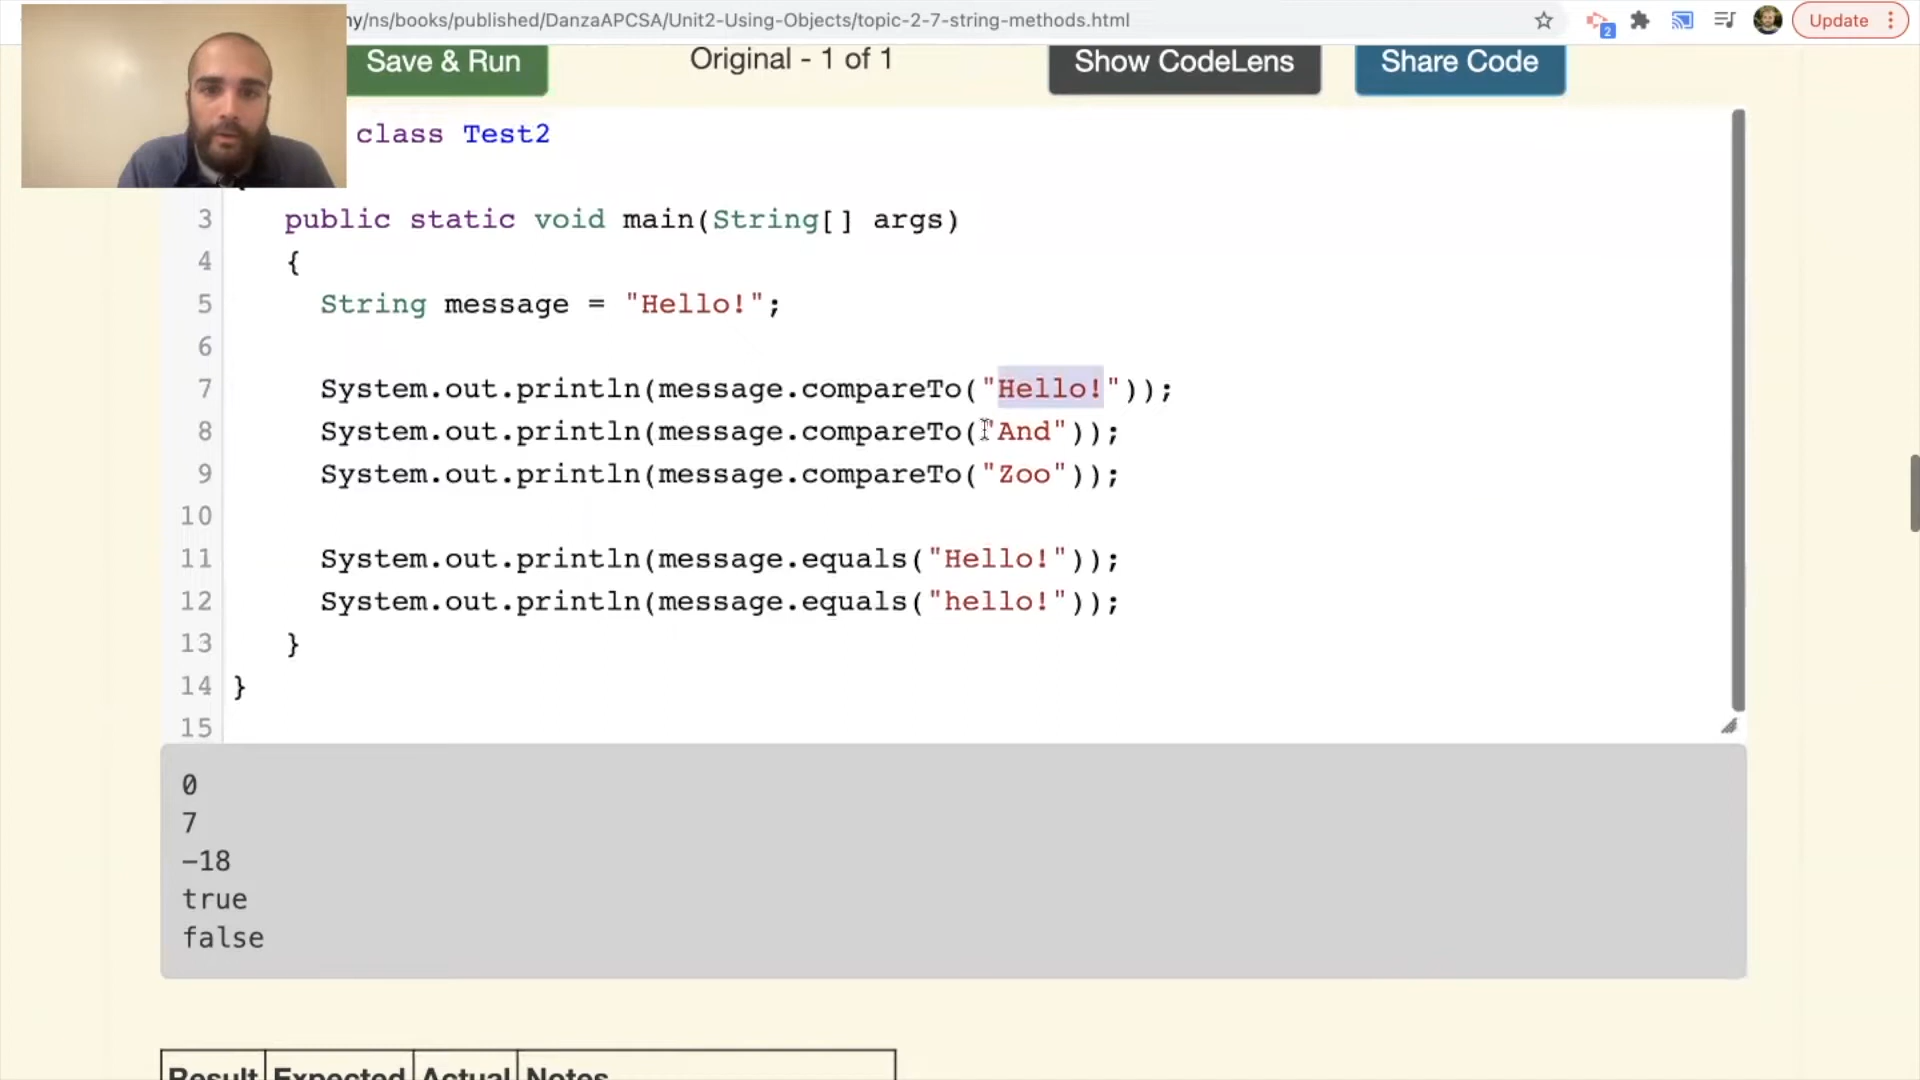 ny/ns/books/published/DanzaAPCSA/Unit2-Using-Objects/topic-2-7-string-methods.html
2
Update
Save & Run
Original - 1 of 1
Show CodeLens
Share Code
class Test2
3 public static void main(String[] args)
4 {
5 String message = "Hello!";
6
7 System.out.println(message.compareTo("Hello!"));
8 System.out.println(message.compareTo("And"));
9 System.out.println(message.compareTo("Zoo"));
10
11 System.out.println(message.equals("Hello!"));
12 System.out.println(message.equals("hello!"));
13 }
14 }
15
0
7
-18
true
false
Result Expected Actual Notes